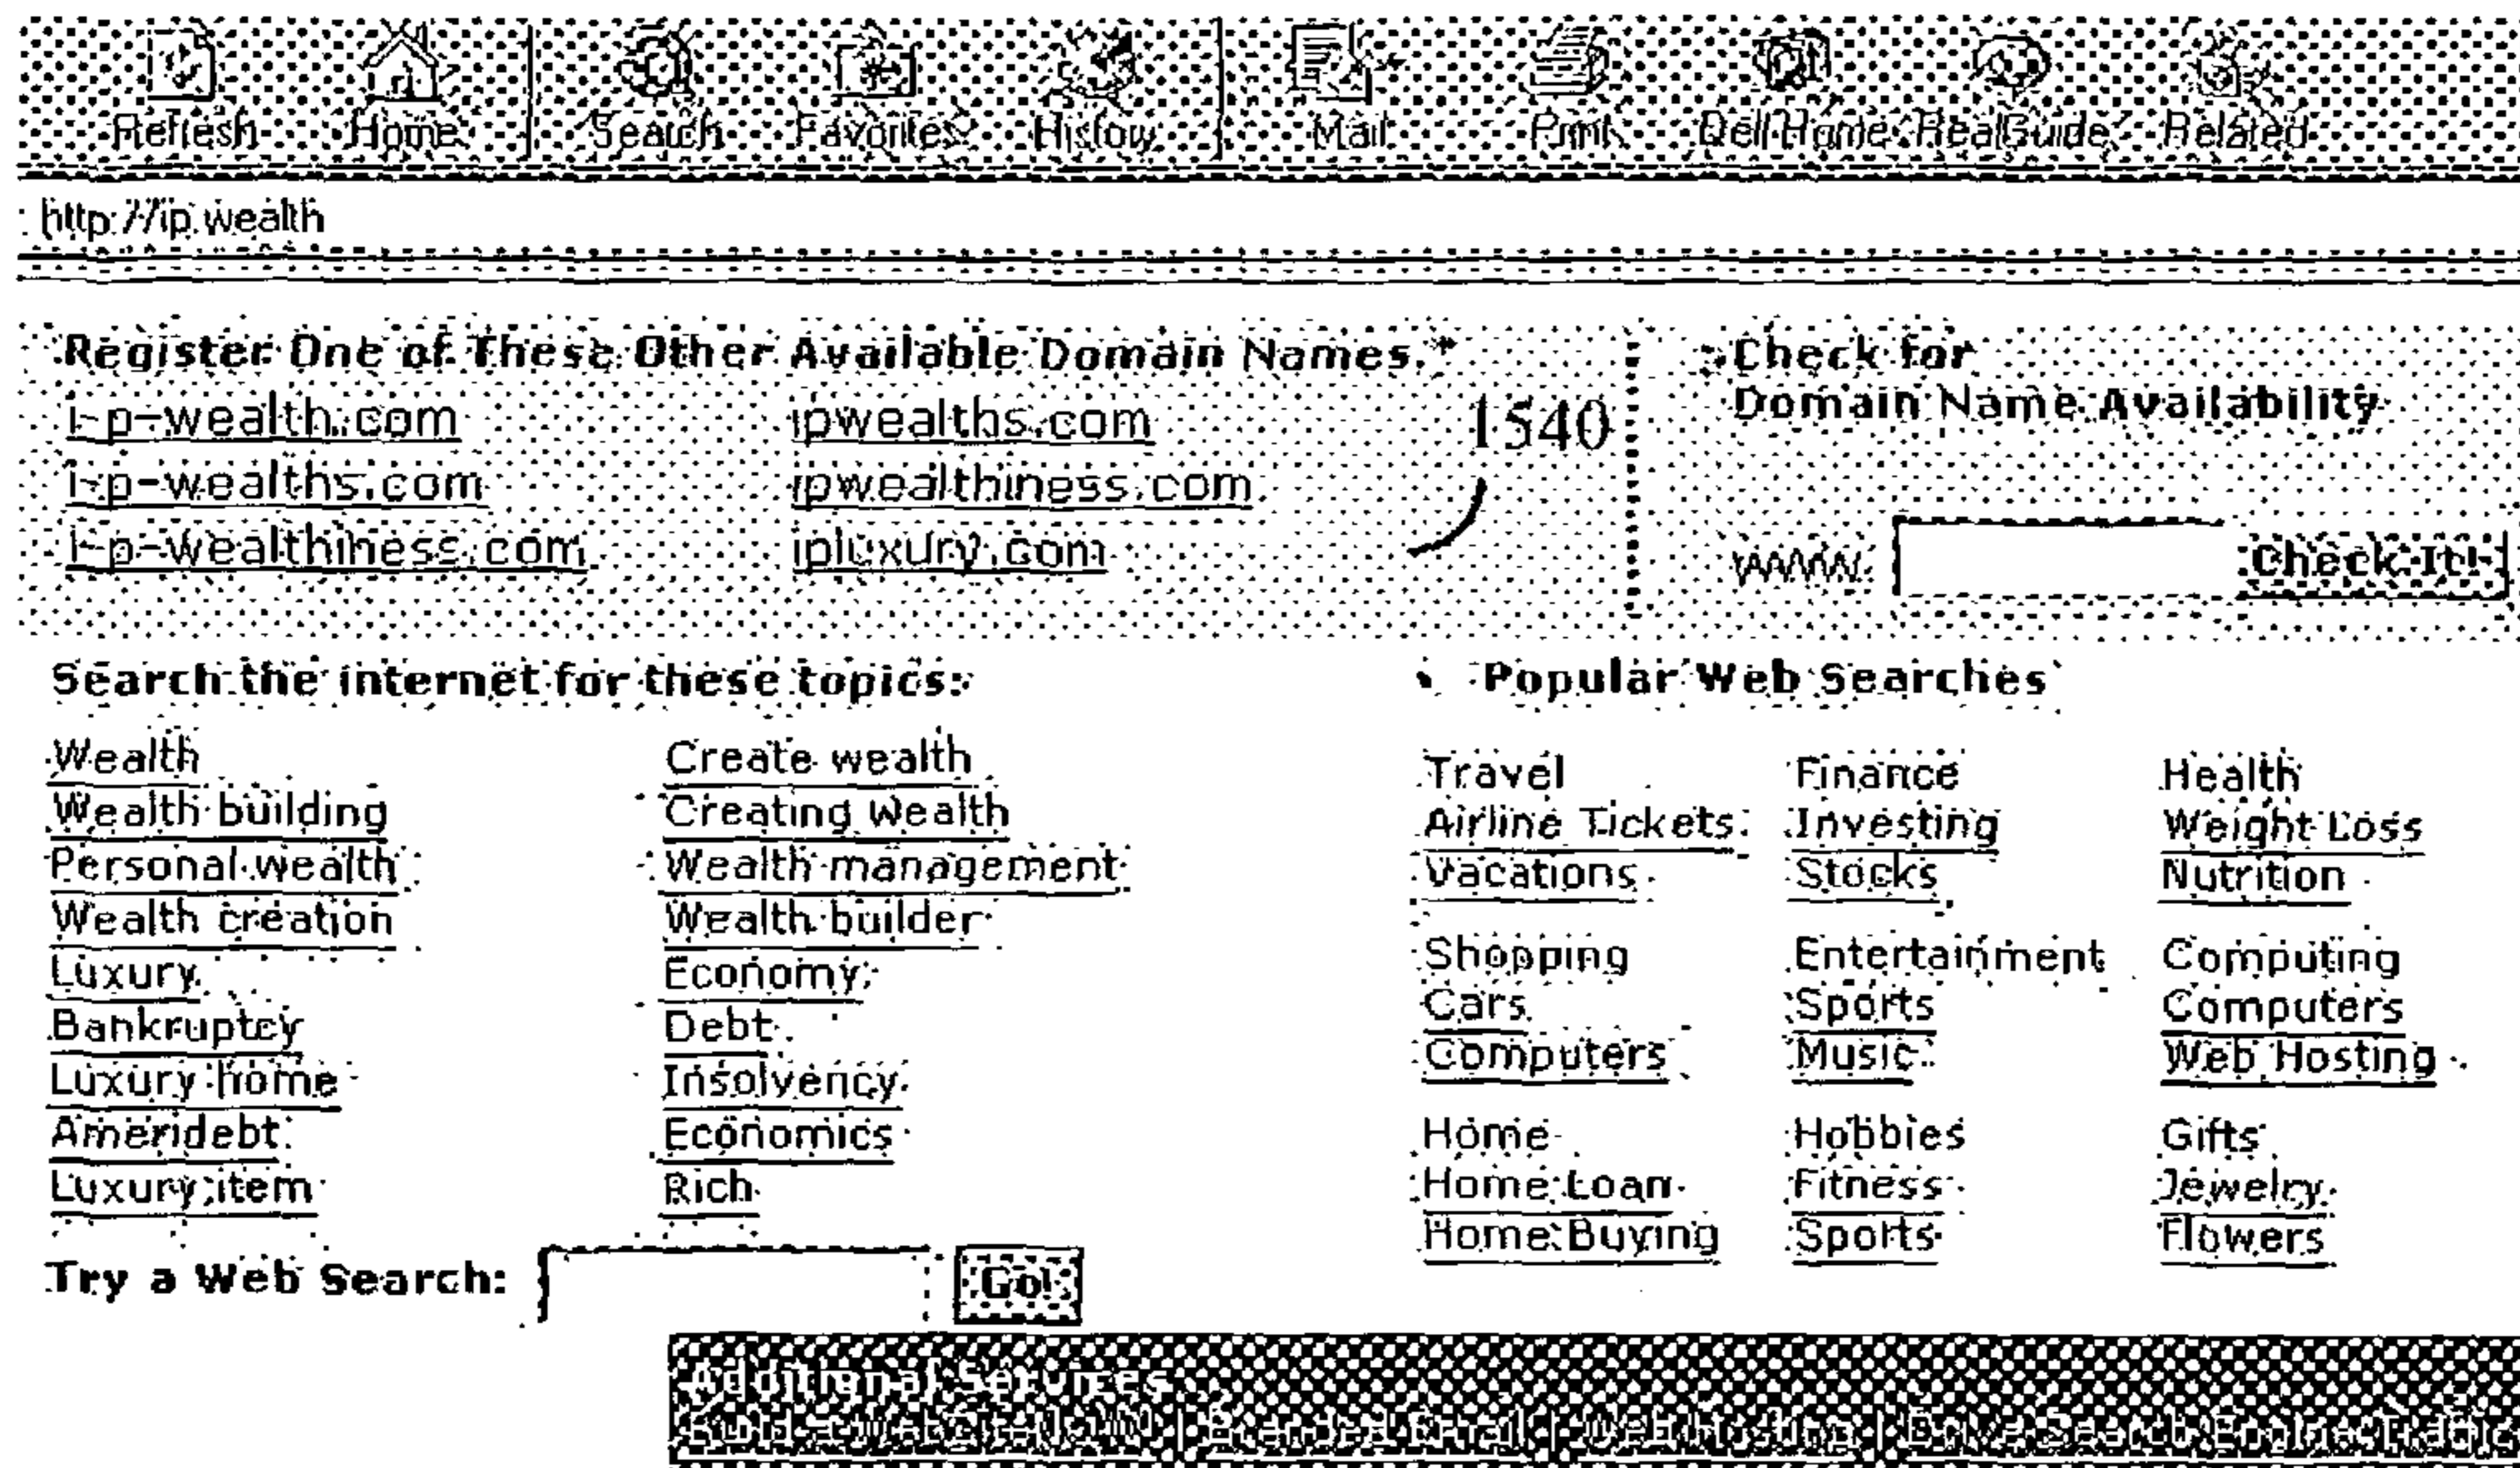 Refresh Home Search Favorites History Mail Print Dell Home RealGuide Related
http://ip.wealth
Register One of These Other Available Domain Names.*
i-p-wealth.com ipwealths.com
i-p-wealths.com ipwealthiness.com
i-p-wealthiness.com ipluxury.com
1540
Check for
Domain Name Availability
www. Check It!
Search the internet for these topics:
Wealth Create wealth
Wealth building Creating Wealth
Personal wealth Wealth management
Wealth creation Wealth builder
Luxury Economy
Bankruptcy Debt
Luxury home Insolvency
Ameridebt Economics
Luxury item Rich
Try a Web Search: Go!
Popular Web Searches
Travel Finance Health
Airline Tickets Investing Weight Loss
Vacations Stocks Nutrition
Shopping Entertainment Computing
Cars Sports Computers
Computers Music Web Hosting
Home Hobbies Gifts
Home Loan Fitness Jewelry
Home Buying Sports Flowers
Additional Services
Web Hosting